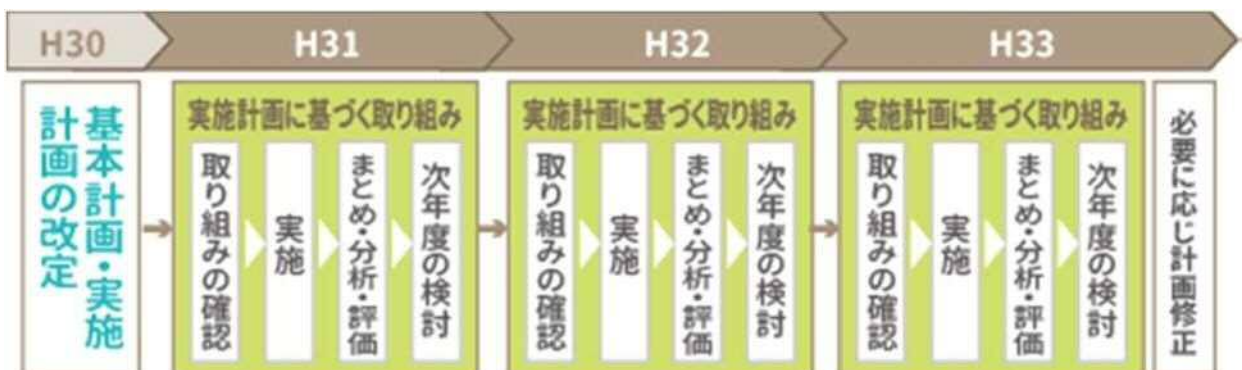 H30
H31
H32
H33
基本計画・実施
計画の改定
実施計画に基づく取り組み
取り組みの確認
実施
まとめ・分析・評価
次年度の検討
実施計画に基づく取り組み
取り組みの確認
実施
まとめ・分析・評価
次年度の検討
実施計画に基づく取り組み
取り組みの確認
実施
まとめ・分析・評価
次年度の検討
必要に応じ計画修正